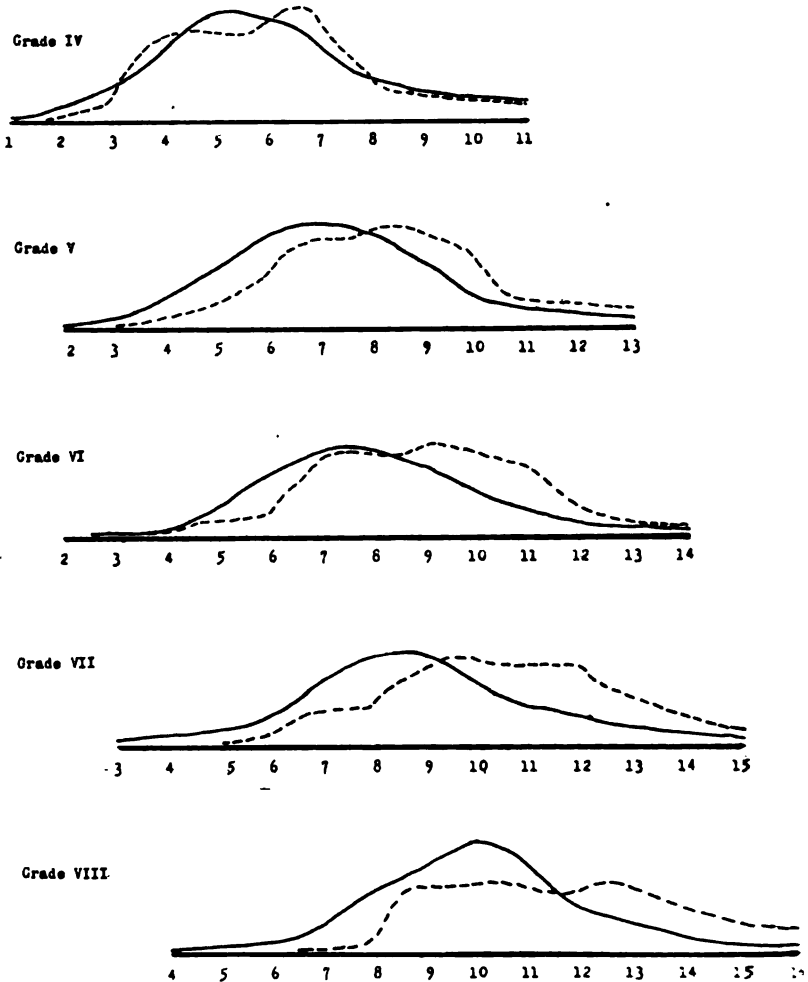 Grade IV
1 2 3 4 5 6 7 8 9 10 11
Grade V
2 3 4 5 6 7 8 9 10 11 12 13
Grade VI
2 3 4 5 6 7 8 9 10 11 12 13 14
Grade VII
3 4 5 6 7 8 9 10 11 12 13 14 15
Grade VIII
4 5 6 7 8 9 10 11 12 13 14 15